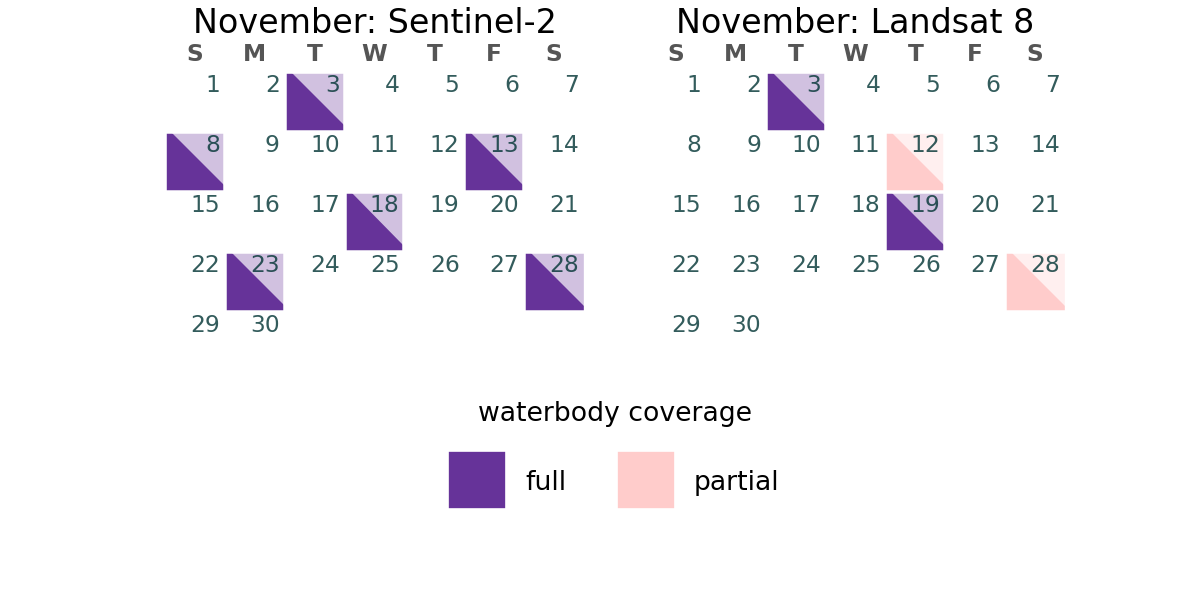 November: Sentinel-2
S M T W T F S
1 2 3 4 5 6 7
8 9 10 11 12 13 14
15 16 17 18 19 20 21
22 23 24 25 26 27 28
29 30
November: Landsat 8
S M T W T F S
1 2 3 4 5 6 7
8 9 10 11 12 13 14
15 16 17 18 19 20 21
22 23 24 25 26 27 28
29 30
waterbody coverage
full partial